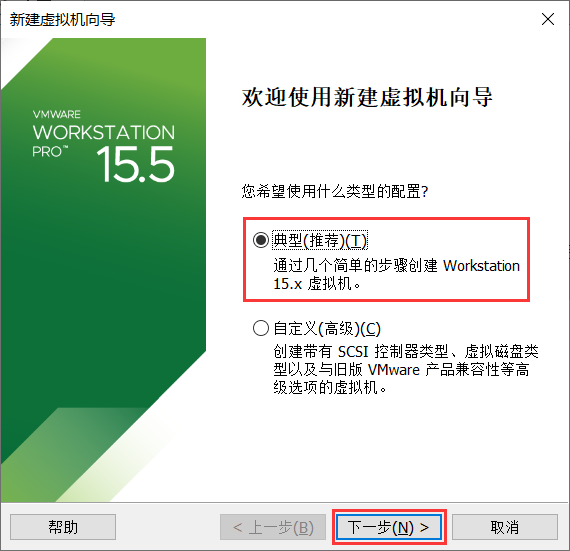 新建虚拟机向导
VMWARE
WORKSTATION
PRO™
15.5
欢迎使用新建虚拟机向导
您希望使用什么类型的配置?
典型(推荐)(T)
通过几个简单的步骤创建 Workstation
15.x 虚拟机。
自定义(高级)(C)
创建带有 SCSI 控制器类型、虚拟磁盘类
型以及与旧版 VMware 产品兼容性等高
级选项的虚拟机。
帮助
< 上一步(B)
下一步(N) >
取消